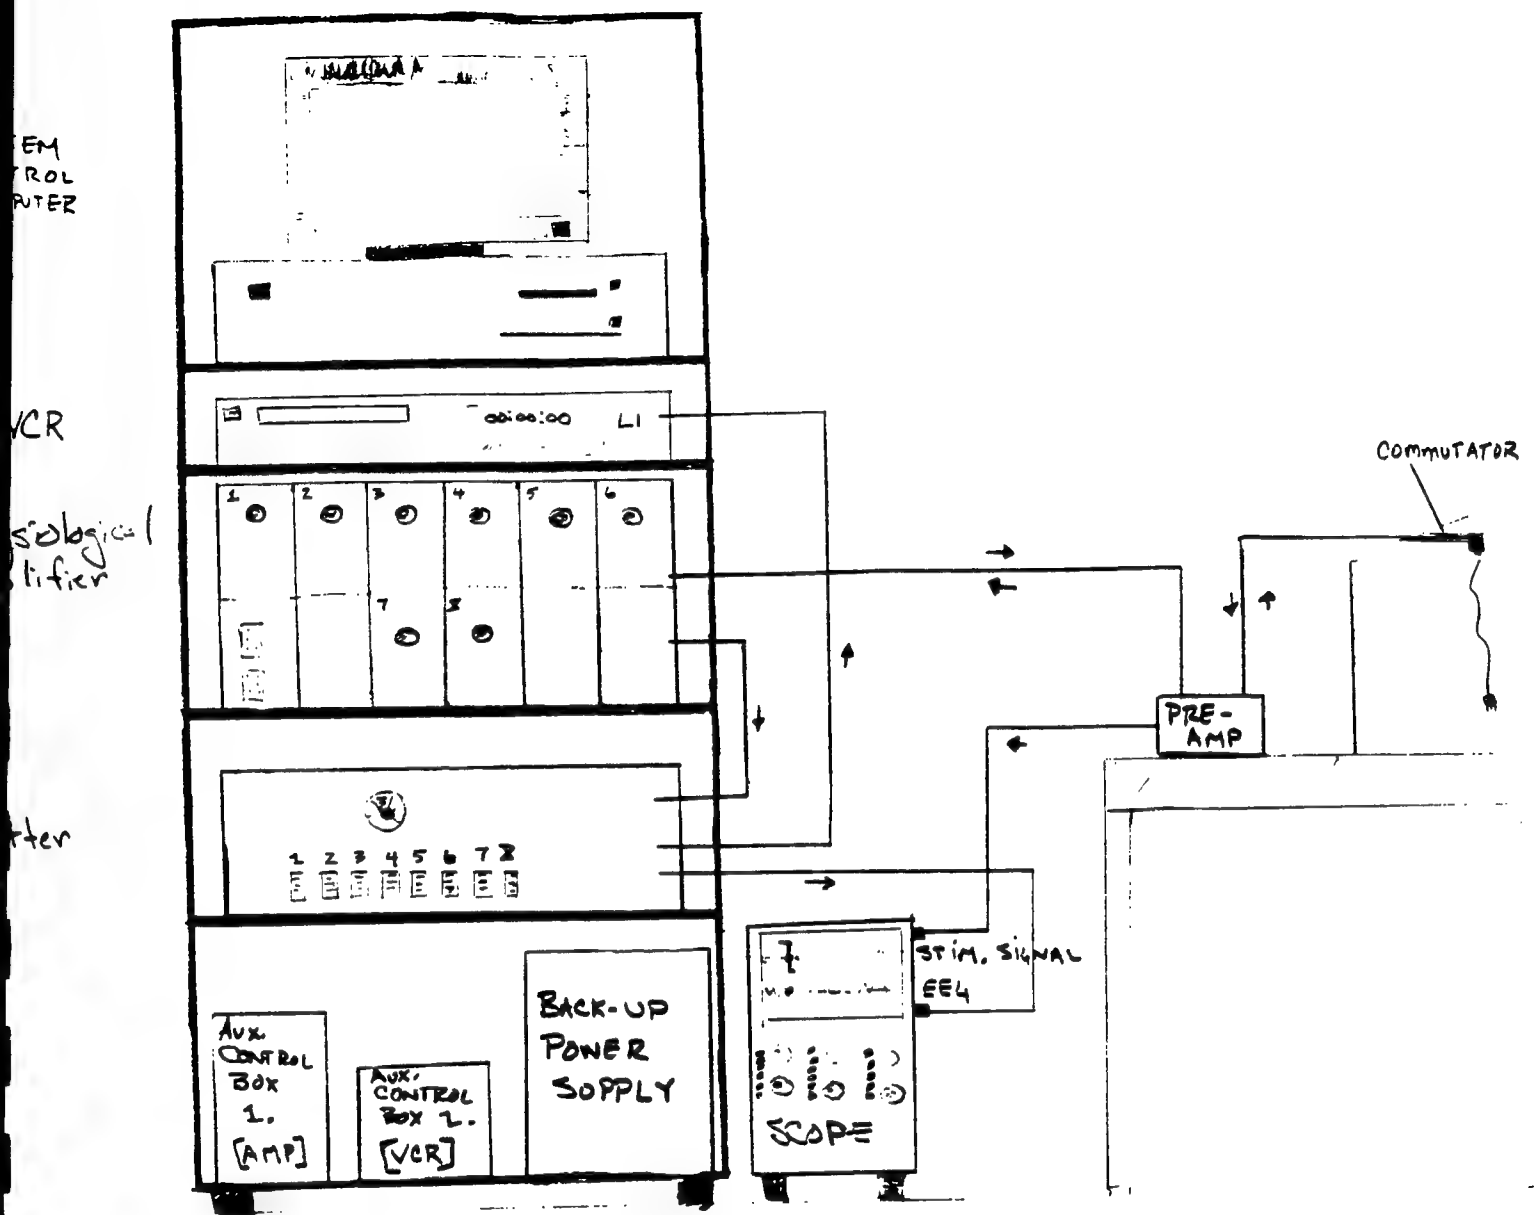 EM
TROL
PUTER
VCR
siological
lifier
tter
00:00:00 L1
1 2 3 4 5 6
7 8
1 2 3 4 5 6 7 8
COMMUTATOR
PRE-
AMP
STIM. SIGNAL
EEG
SCOPE
AUX.
CONTROL
BOX
1.
[AMP]
AUX.
CONTROL
BOX 2.
[VCR]
BACK-UP
POWER
SUPPLY